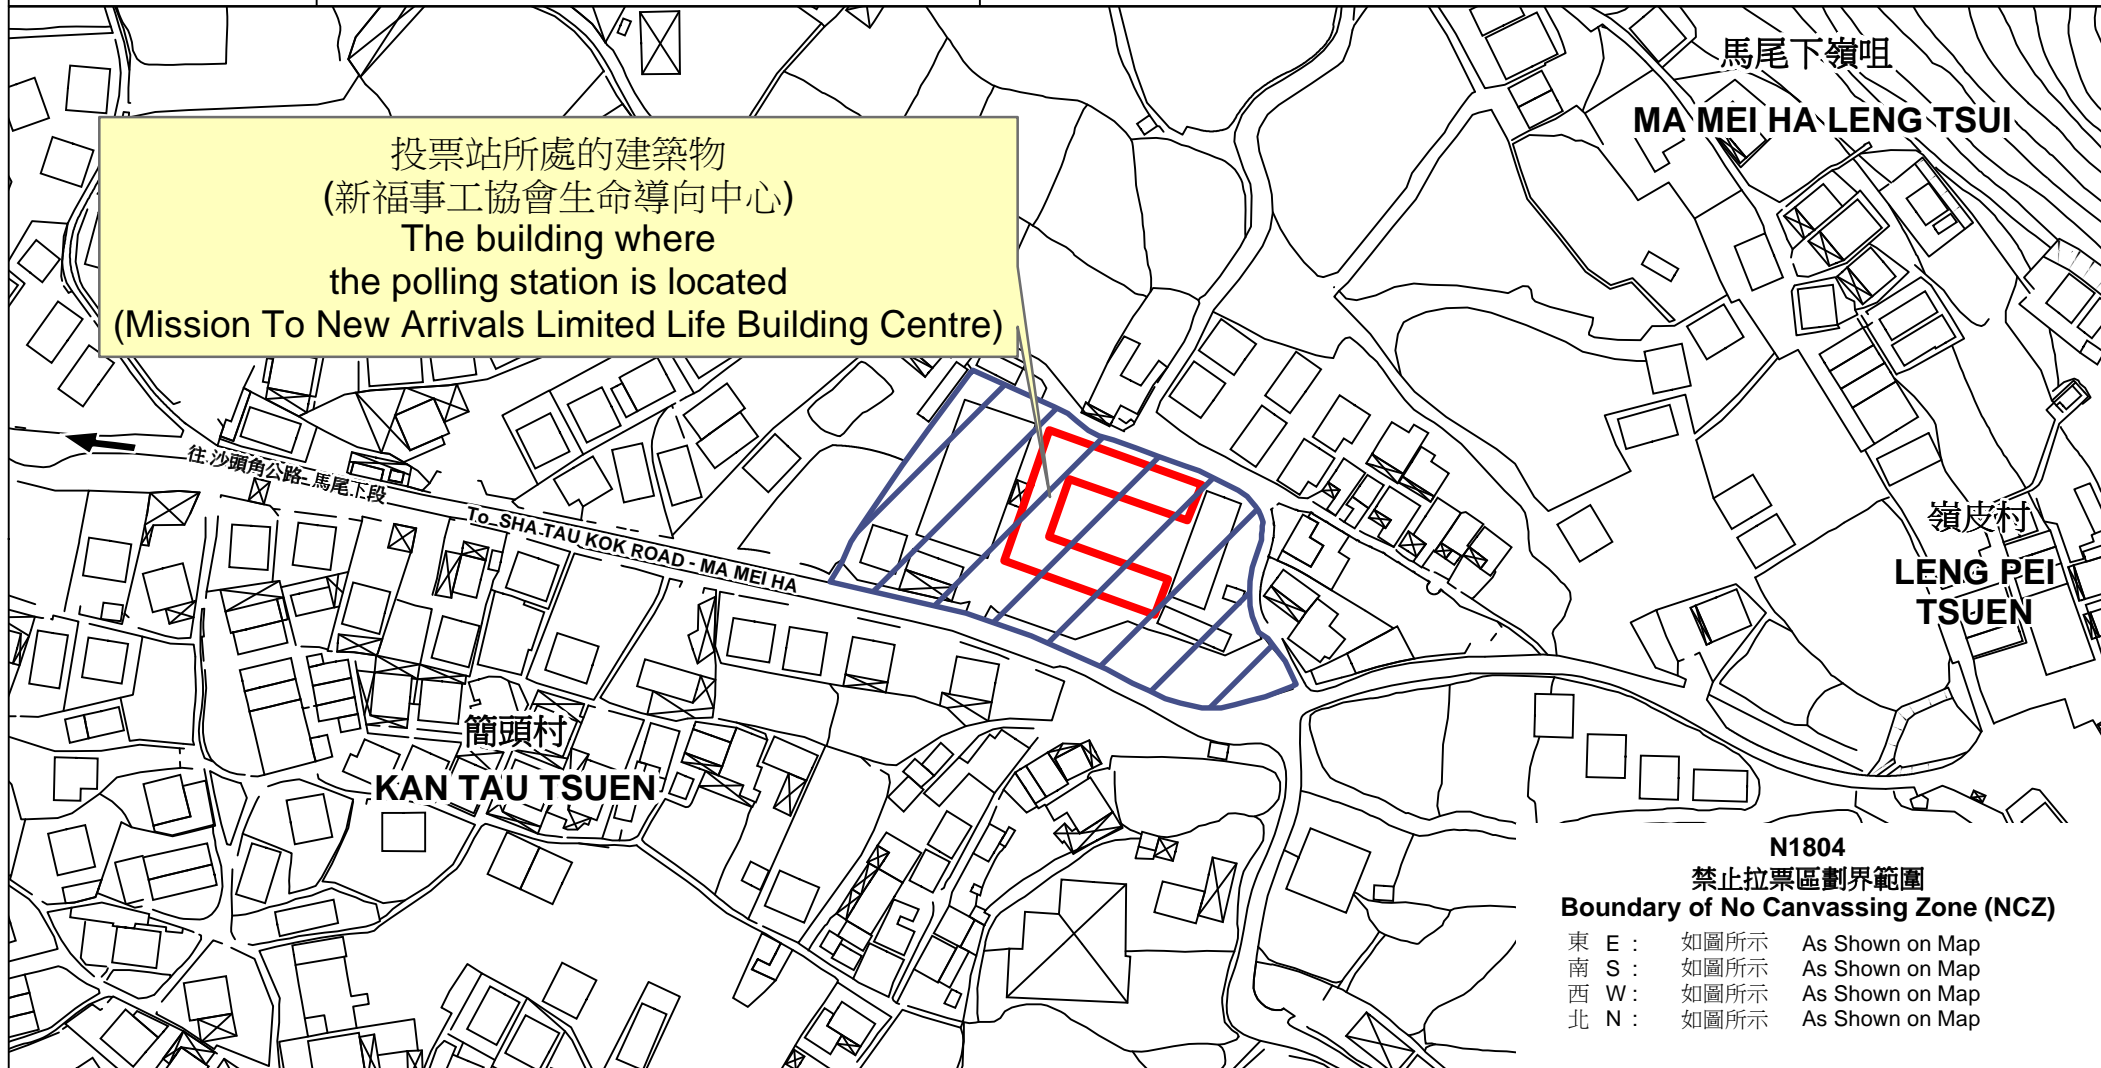 馬尾下嶺咀
MA MEI HA LENG TSUI
投票站所處的建築物
(新福事工協會生命導向中心)
The building where
the polling station is located
(Mission To New Arrivals Limited Life Building Centre)
往 沙頭角公路- 馬尾下段
To SHA TAU KOK ROAD - MA MEI HA
嶺皮村
LENG PEI
TSUEN
簡頭村
KAN TAU TSUEN
N1804
禁止拉票區劃界範圍
Boundary of No Canvassing Zone (NCZ)
東 E : 如圖所示 As Shown on Map
南 S : 如圖所示 As Shown on Map
西 W : 如圖所示 As Shown on Map
北 N : 如圖所示 As Shown on Map